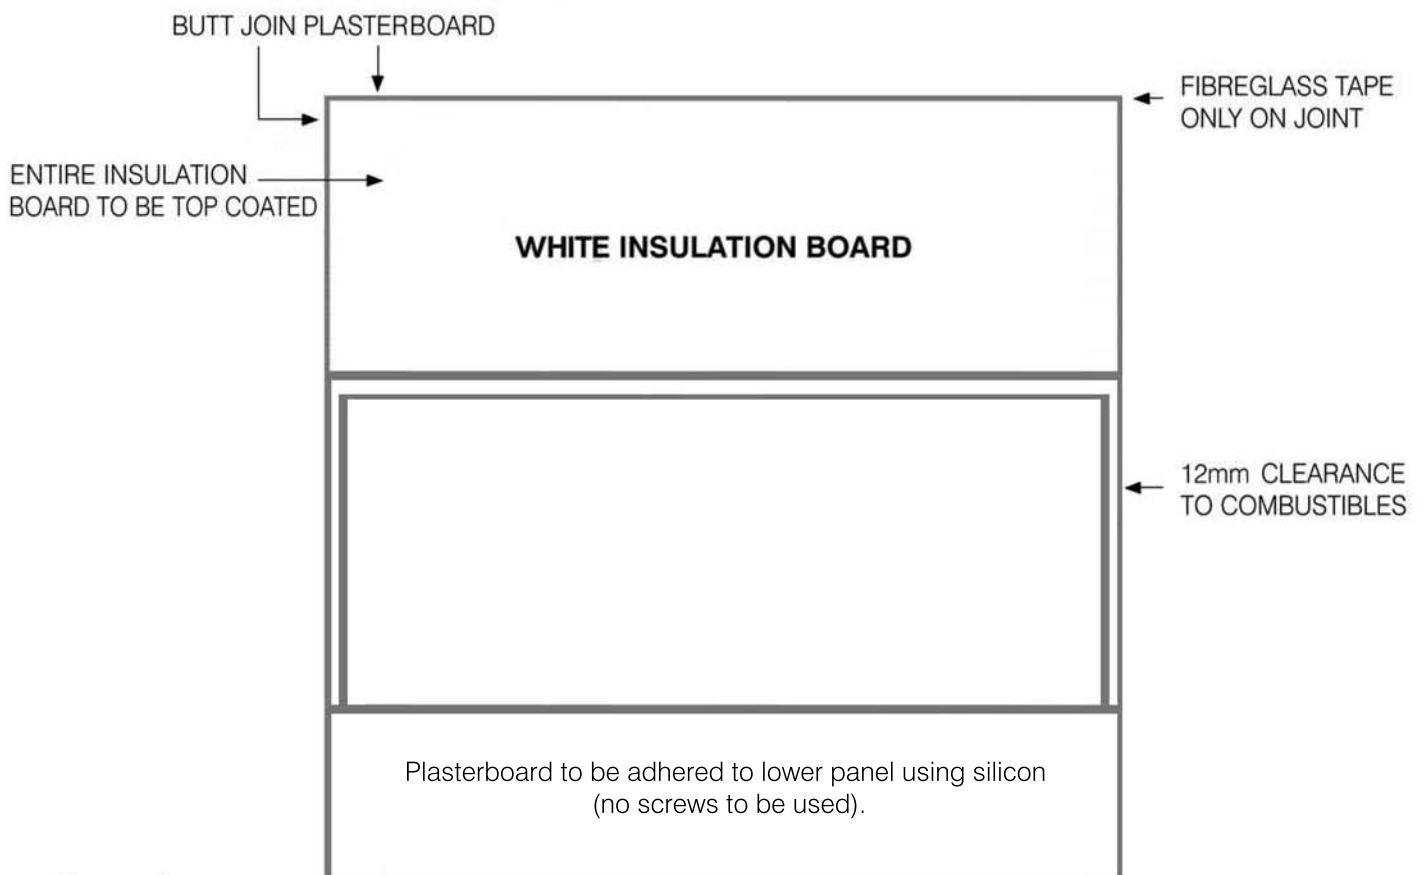 BUTT JOIN PLASTERBOARD
FIBREGLASS TAPE
ONLY ON JOINT
ENTIRE INSULATION
BOARD TO BE TOP COATED
WHITE INSULATION BOARD
12mm CLEARANCE
TO COMBUSTIBLES
Plasterboard to be adhered to lower panel using silicon
(no screws to be used).